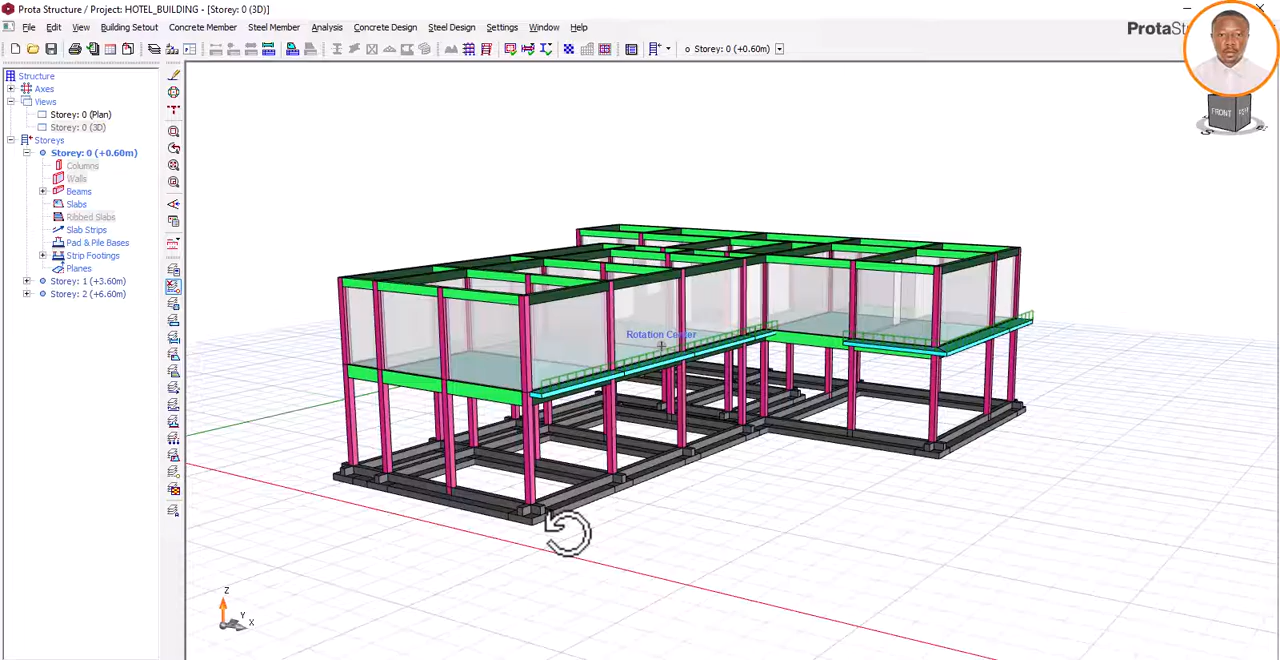 Prota Structure / Project: HOTEL_BUILDING - [Storey: 0 (3D)]
File Edit View Building Setout Concrete Member Steel Member Analysis Concrete Design Steel Design Settings Window Help
Storey: 0 (+0.60m)
Structure
Axes
Views
Storey: 0 (Plan)
Storey: 0 (3D)
Storeys
Storey: 0 (+0.60m)
Columns
Walls
Beams
Slabs
Ribbed Slabs
Slab Strips
Pad & Pile Bases
Strip Footings
Planes
Storey: 1 (+3.60m)
Storey: 2 (+6.60m)
FRONT
Rotation Center
Z
Y
X